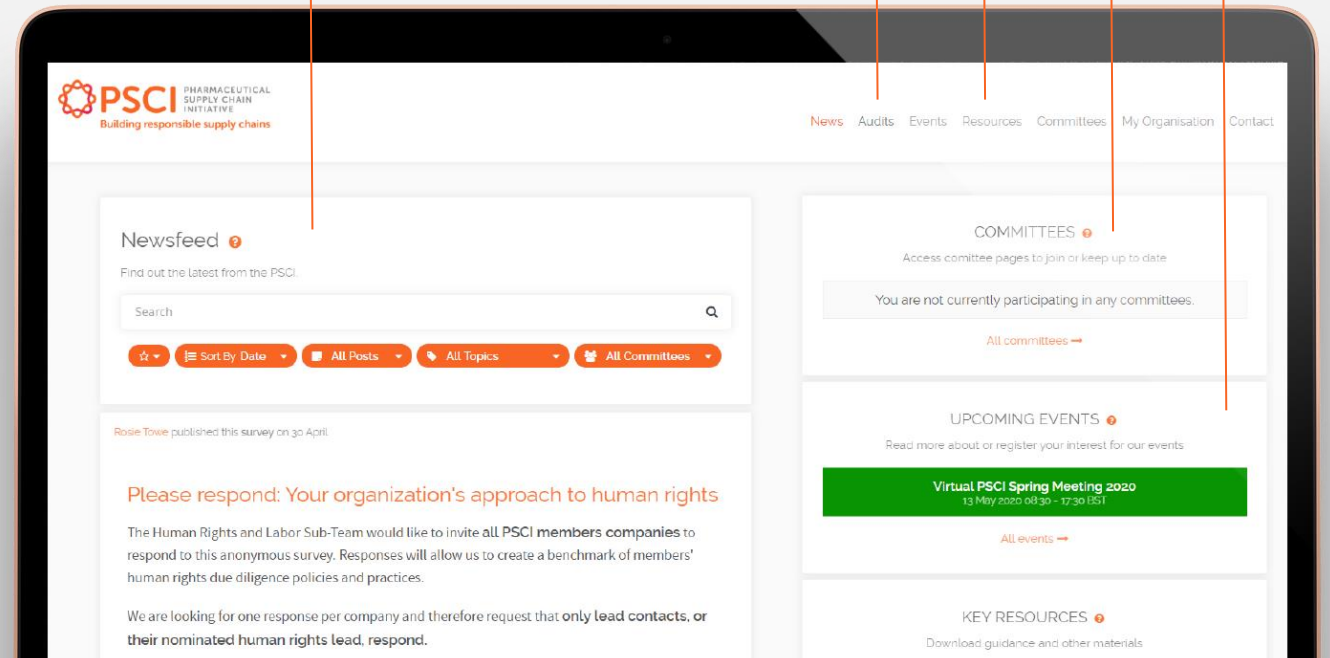 PSCI
PHARMACEUTICAL
SUPPLY CHAIN
INITIATIVE
Building responsible supply chains
News Audits Events Resources Committees My Organisation Contact
Newsfeed
Find out the latest from the PSCI.
Search
Sort By Date All Posts All Topics All Committees
Rosie Towe published this survey on 30 April
Please respond: Your organization's approach to human rights
The Human Rights and Labor Sub-Team would like to invite all PSCI members companies to
respond to this anonymous survey. Responses will allow us to create a benchmark of members'
human rights due diligence policies and practices.
We are looking for one response per company and therefore request that only lead contacts, or
their nominated human rights lead, respond.
COMMITTEES
Access comittee pages to join or keep up to date
You are not currently participating in any committees.
All committees →
UPCOMING EVENTS
Read more about or register your interest for our events
Virtual PSCI Spring Meeting 2020
13 May 2020 08:30 - 17:30 BST
All events →
KEY RESOURCES
Download guidance and other materials